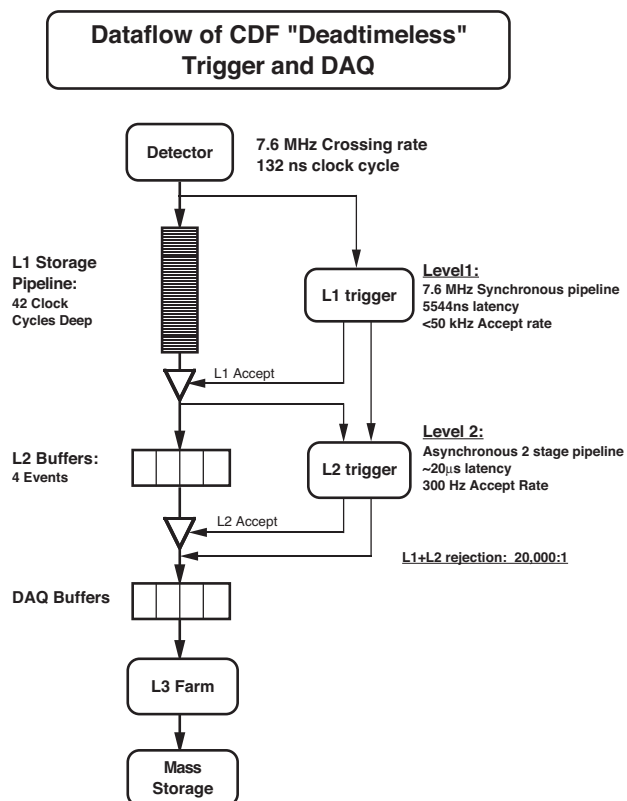 Dataflow of CDF "Deadtimeless"
Trigger and DAQ
Detector
7.6 MHz Crossing rate
132 ns clock cycle
L1 Storage
Pipeline:
42 Clock
Cycles Deep
L1 trigger
Level1:
7.6 MHz Synchronous pipeline
5544ns latency
<50 kHz Accept rate
L1 Accept
L2 Buffers:
4 Events
L2 trigger
Level 2:
Asynchronous 2 stage pipeline
~20μs latency
300 Hz Accept Rate
L2 Accept
L1+L2 rejection: 20,000:1
DAQ Buffers
L3 Farm
Mass
Storage